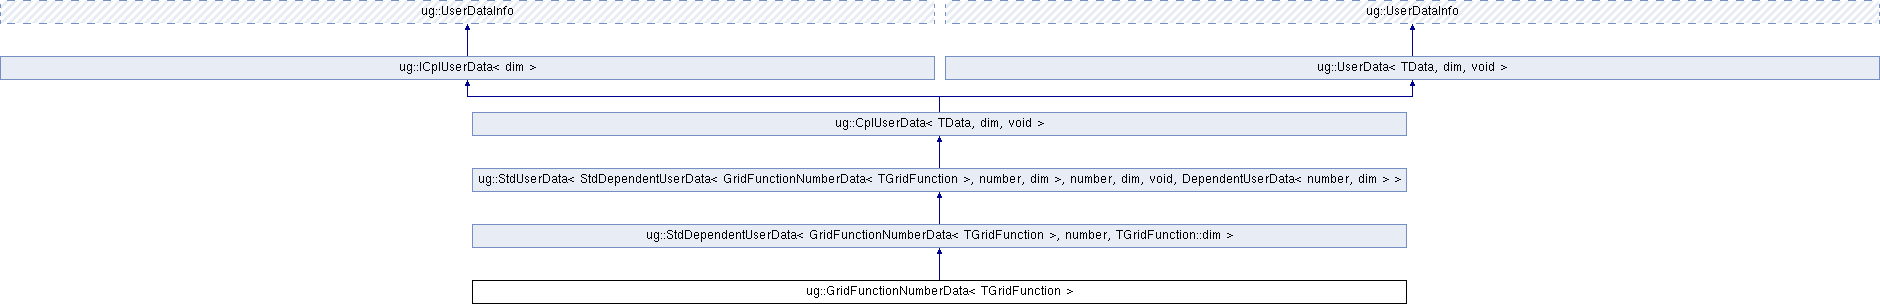 ug::UserDataInfo
ug::UserDataInfo
ug::ICplUserData< dim >
ug::UserData< TData, dim, void >
ug::CplUserData< TData, dim, void >
ug::StdUserData< StdDependentUserData< GridFunctionNumberData< TGridFunction >, number, dim >, number, dim, void, DependentUserData< number, dim > >
ug::StdDependentUserData< GridFunctionNumberData< TGridFunction >, number, TGridFunction::dim >
ug::GridFunctionNumberData< TGridFunction >